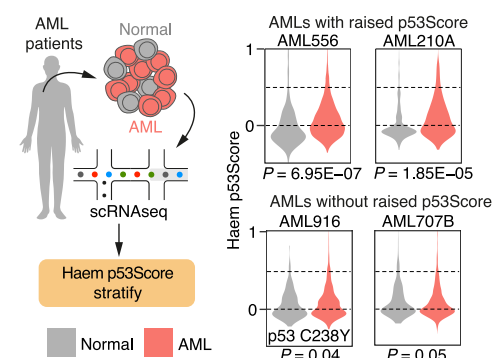 AML
patients
Normal
AML
scRNAseq
Haem p53Score
stratify
Normal
AML
AMLs with raised p53Score
AML556
AML210A
Haem p53Score
1
0
P = 6.95E−07
P = 1.85E−05
AMLs without raised p53Score
AML916
AML707B
1
0
p53 C238Y
P = 0.04
P = 0.05